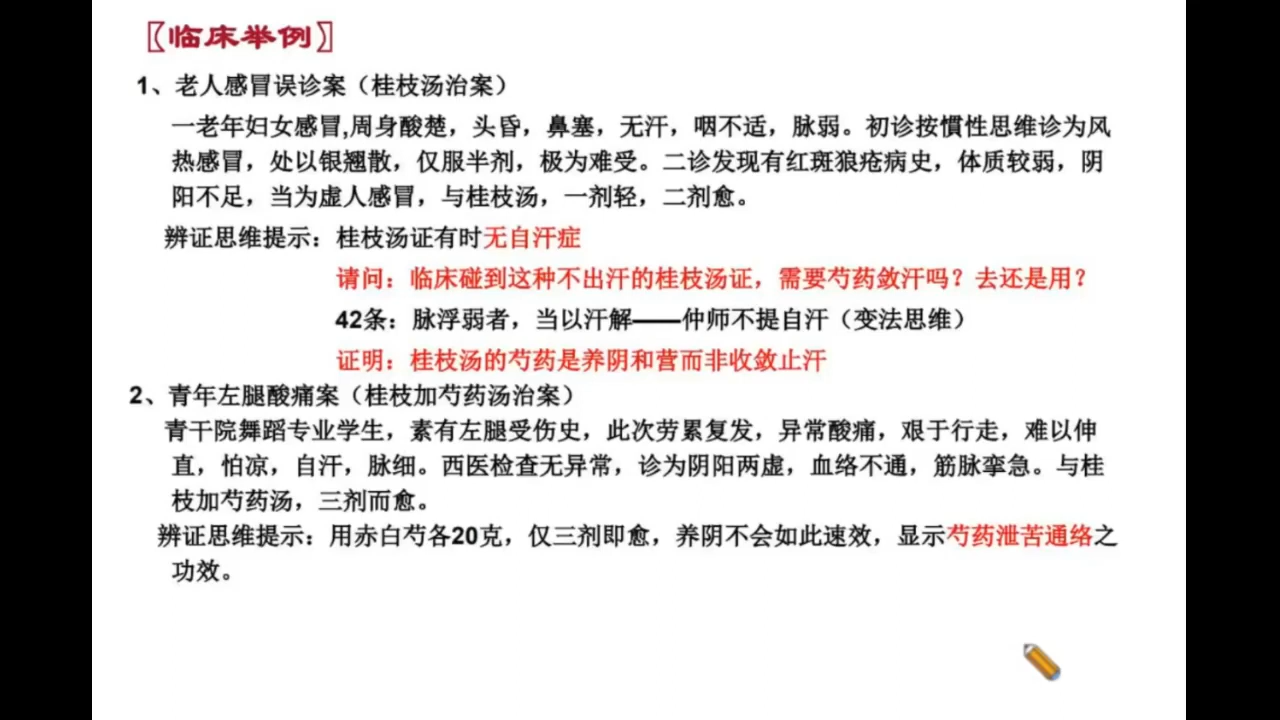 〖临床举例〗
1、老人感冒误诊案（桂枝汤治案）
一老年妇女感冒,周身酸楚，头昏，鼻塞，无汗，咽不适，脉弱。初诊按惯性思维诊为风
热感冒，处以银翘散，仅服半剂，极为难受。二诊发现有红斑狼疮病史，体质较弱，阴
阳不足，当为虚人感冒，与桂枝汤，一剂轻，二剂愈。
辨证思维提示：桂枝汤证有时无自汗症
请问：临床碰到这种不出汗的桂枝汤证，需要芍药敛汗吗？去还是用？
42条：脉浮弱者，当以汗解——仲师不提自汗（变法思维）
证明：桂枝汤的芍药是养阴和营而非收敛止汗
2、青年左腿酸痛案（桂枝加芍药汤治案）
青干院舞蹈专业学生，素有左腿受伤史，此次劳累复发，异常酸痛，艰于行走，难以伸
直，怕凉，自汗，脉细。西医检查无异常，诊为阴阳两虚，血络不通，筋脉挛急。与桂
枝加芍药汤，三剂而愈。
辨证思维提示：用赤白芍各20克，仅三剂即愈，养阴不会如此速效，显示芍药泄苦通络之
功效。